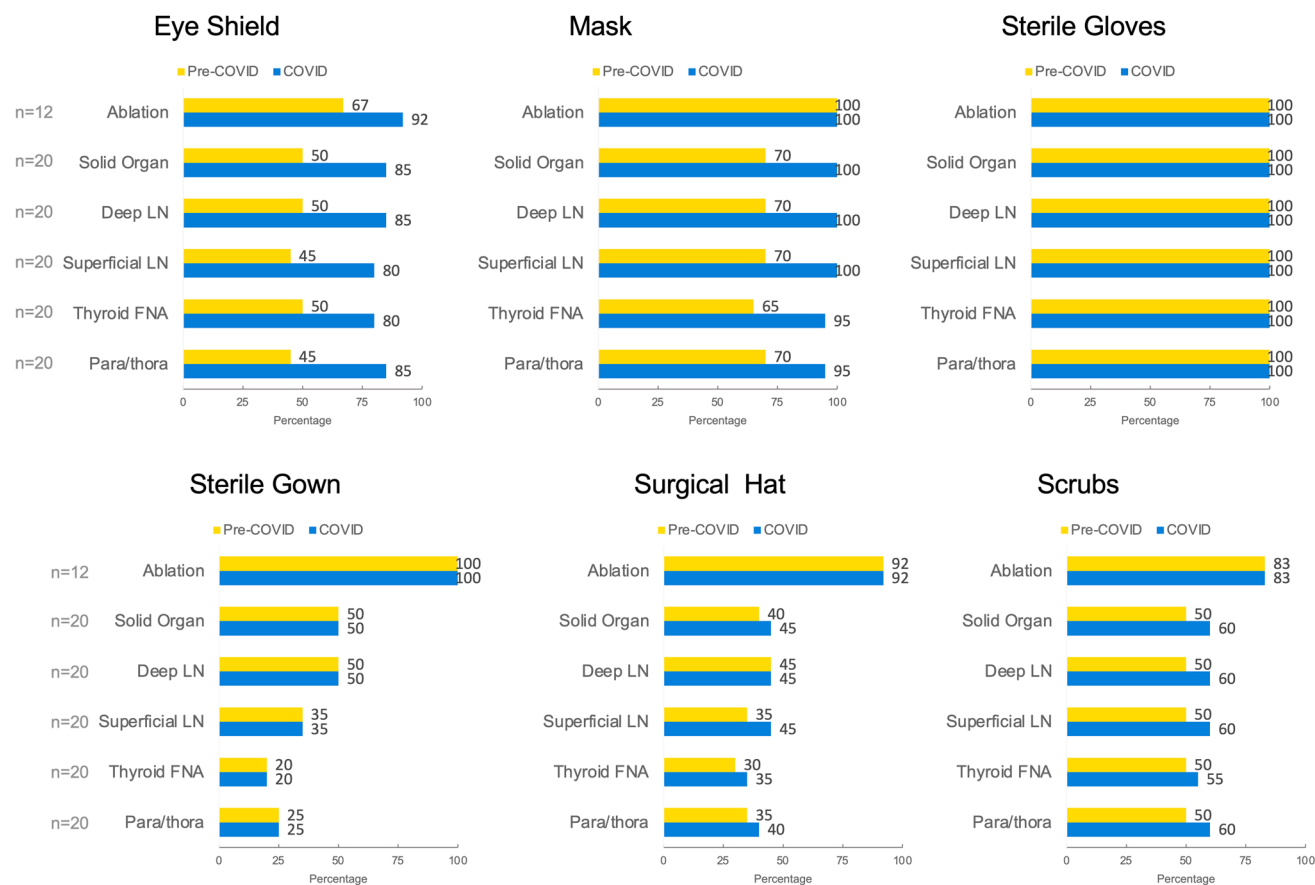 Eye Shield
Pre-COVID COVID
n=12 Ablation 67 92
n=20 Solid Organ 50 85
n=20 Deep LN 50 85
n=20 Superficial LN 45 80
n=20 Thyroid FNA 50 80
n=20 Para/thora 45 85
0 25 50 75 100
Percentage
Mask
Pre-COVID COVID
Ablation 100 100
Solid Organ 70 100
Deep LN 70 100
Superficial LN 70 100
Thyroid FNA 65 95
Para/thora 70 95
0 25 50 75 100
Percentage
Sterile Gloves
Pre-COVID COVID
Ablation 100 100
Solid Organ 100 100
Deep LN 100 100
Superficial LN 100 100
Thyroid FNA 100 100
Para/thora 100 100
0 25 50 75 100
Percentage
Sterile Gown
Pre-COVID COVID
n=12 Ablation 100 100
n=20 Solid Organ 50 50
n=20 Deep LN 50 50
n=20 Superficial LN 35 35
n=20 Thyroid FNA 20 20
n=20 Para/thora 25 25
0 25 50 75 100
Percentage
Surgical Hat
Pre-COVID COVID
Ablation 92 92
Solid Organ 40 45
Deep LN 45 45
Superficial LN 35 45
Thyroid FNA 30 35
Para/thora 35 40
0 25 50 75 100
Percentage
Scrubs
Pre-COVID COVID
Ablation 83 83
Solid Organ 50 60
Deep LN 50 60
Superficial LN 50 60
Thyroid FNA 50 55
Para/thora 50 60
0 25 50 75 100
Percentage